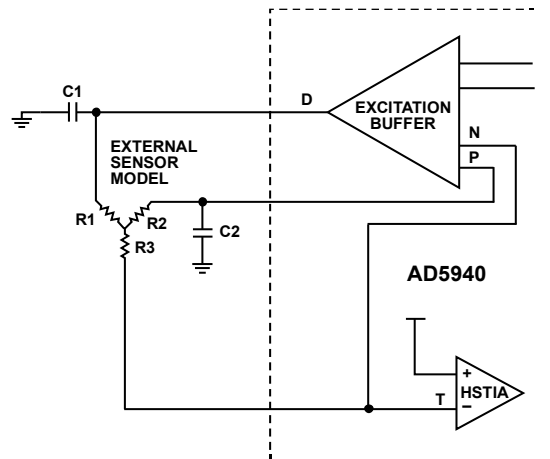 C1
D
EXCITATION
BUFFER
N
P
EXTERNAL
SENSOR
MODEL
R1
R2
R3
C2
AD5940
+
HSTIA
T
−